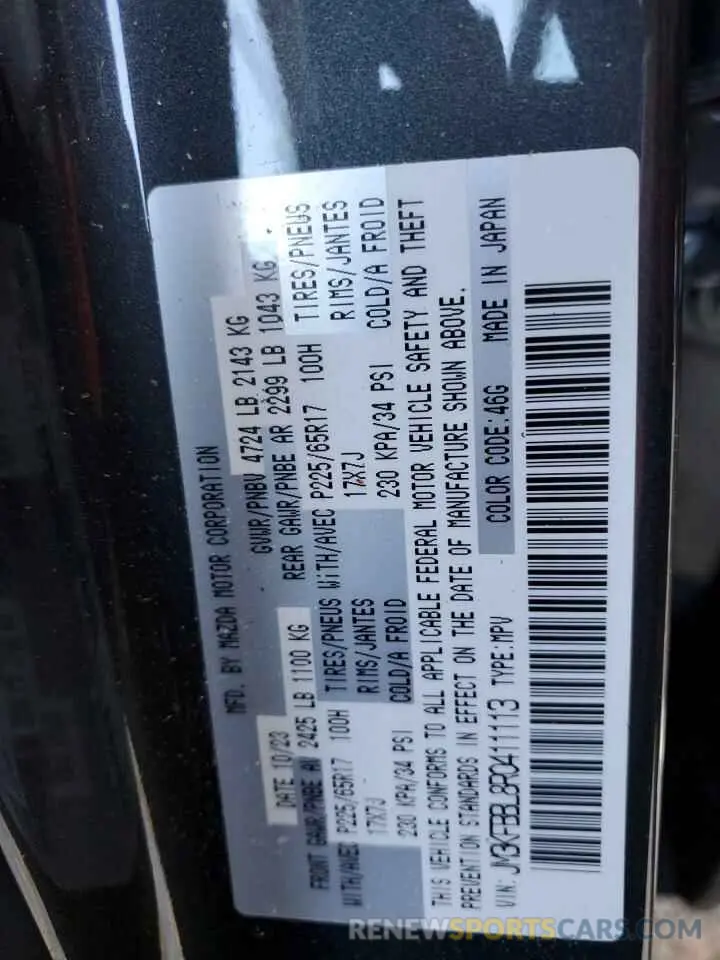 MFD. BY MAZDA MOTOR CORPORATION
DATE 10/23 GVWR/PNBV 4724 LB 2143 KG
FRONT GAWR/PNBE AV 2425 LB 1100 KG REAR GAWR/PNBE AR 2299 LB 1043 KG
WITH/AVEC P225/65R17 100H TIRES/PNEUS WITH/AVEC P225/65R17 100H TIRES/PNEUS
17X7J RIMS/JANTES 17X7J RIMS/JANTES
230 KPA/34 PSI COLD/A FROID 230 KPA/34 PSI COLD/A FROID
THIS VEHICLE CONFORMS TO ALL APPLICABLE FEDERAL MOTOR VEHICLE SAFETY AND THEFT
PREVENTION STANDARDS IN EFFECT ON THE DATE OF MANUFACTURE SHOWN ABOVE.
VIN: JM3KFBBL8R0411113 TYPE:MPV COLOR CODE:46G MADE IN JAPAN
RENEWSPORTSCARS.COM